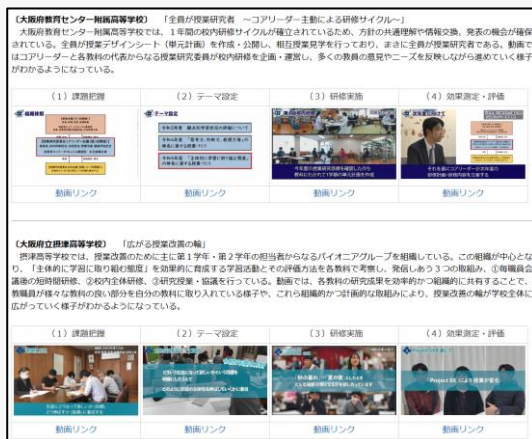 〔大阪府教育センター附属高等学校〕 「全員が授業研究者 ～コアリーダー主動による研修サイクル～」
大阪府教育センター附属高等学校では、1年間の校内研修サイクルが確立されているため、方針の共通理解や情報交換、発表の機会が確保
されている。全員が授業デザインシート（単元計画）を作成・公開し、相互授業見学を行っており、まさに全員が授業研究者である。動画で
はコアリーダーと各教科の代表からなる授業研究委員が校内研修を企画・運営し、多くの教員の意見やニーズを反映しながら進めていく様子
がわかるようになっている。
（1）課題把握 （2）テーマ設定 （3）研修実施 （4）効果測定・評価
組織体制
テーマ設定
動画リンク 動画リンク 動画リンク 動画リンク
〔大阪府立摂津高等学校〕 「広がる授業改善の輪」
摂津高等学校では、授業改善のために主に第1学年・第2学年の担当者からなるパイオニアグループを組織している。この組織が中心とな
り、「主体的に学習に取り組む態度」を効果的に育成する学習活動とその評価方法を各教科で考察し、発信しあう3つの取組み、①毎職員会
議後の短時間研修、②校内全体研修、③研究授業・協議を行っている。動画では、各教科の研究成果を効率的かつ組織的に共有することで、
教職員が様々な教科の良い部分を自分の教科に取り入れている様子や、これら組織的かつ計画的な取組みにより、授業改善の輪が学校全体に
広がっていく様子がわかるようになっている。
（1）課題把握 （2）テーマ設定 （3）研修実施 （4）効果測定・評価
動画リンク 動画リンク 動画リンク 動画リンク